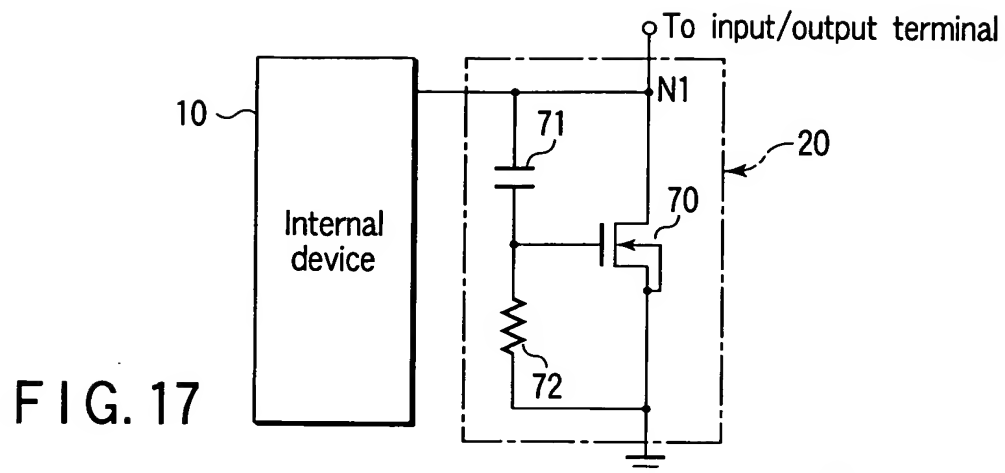 To input/output terminal
N1
10
71
20
70
Internal
device
72
FIG. 17